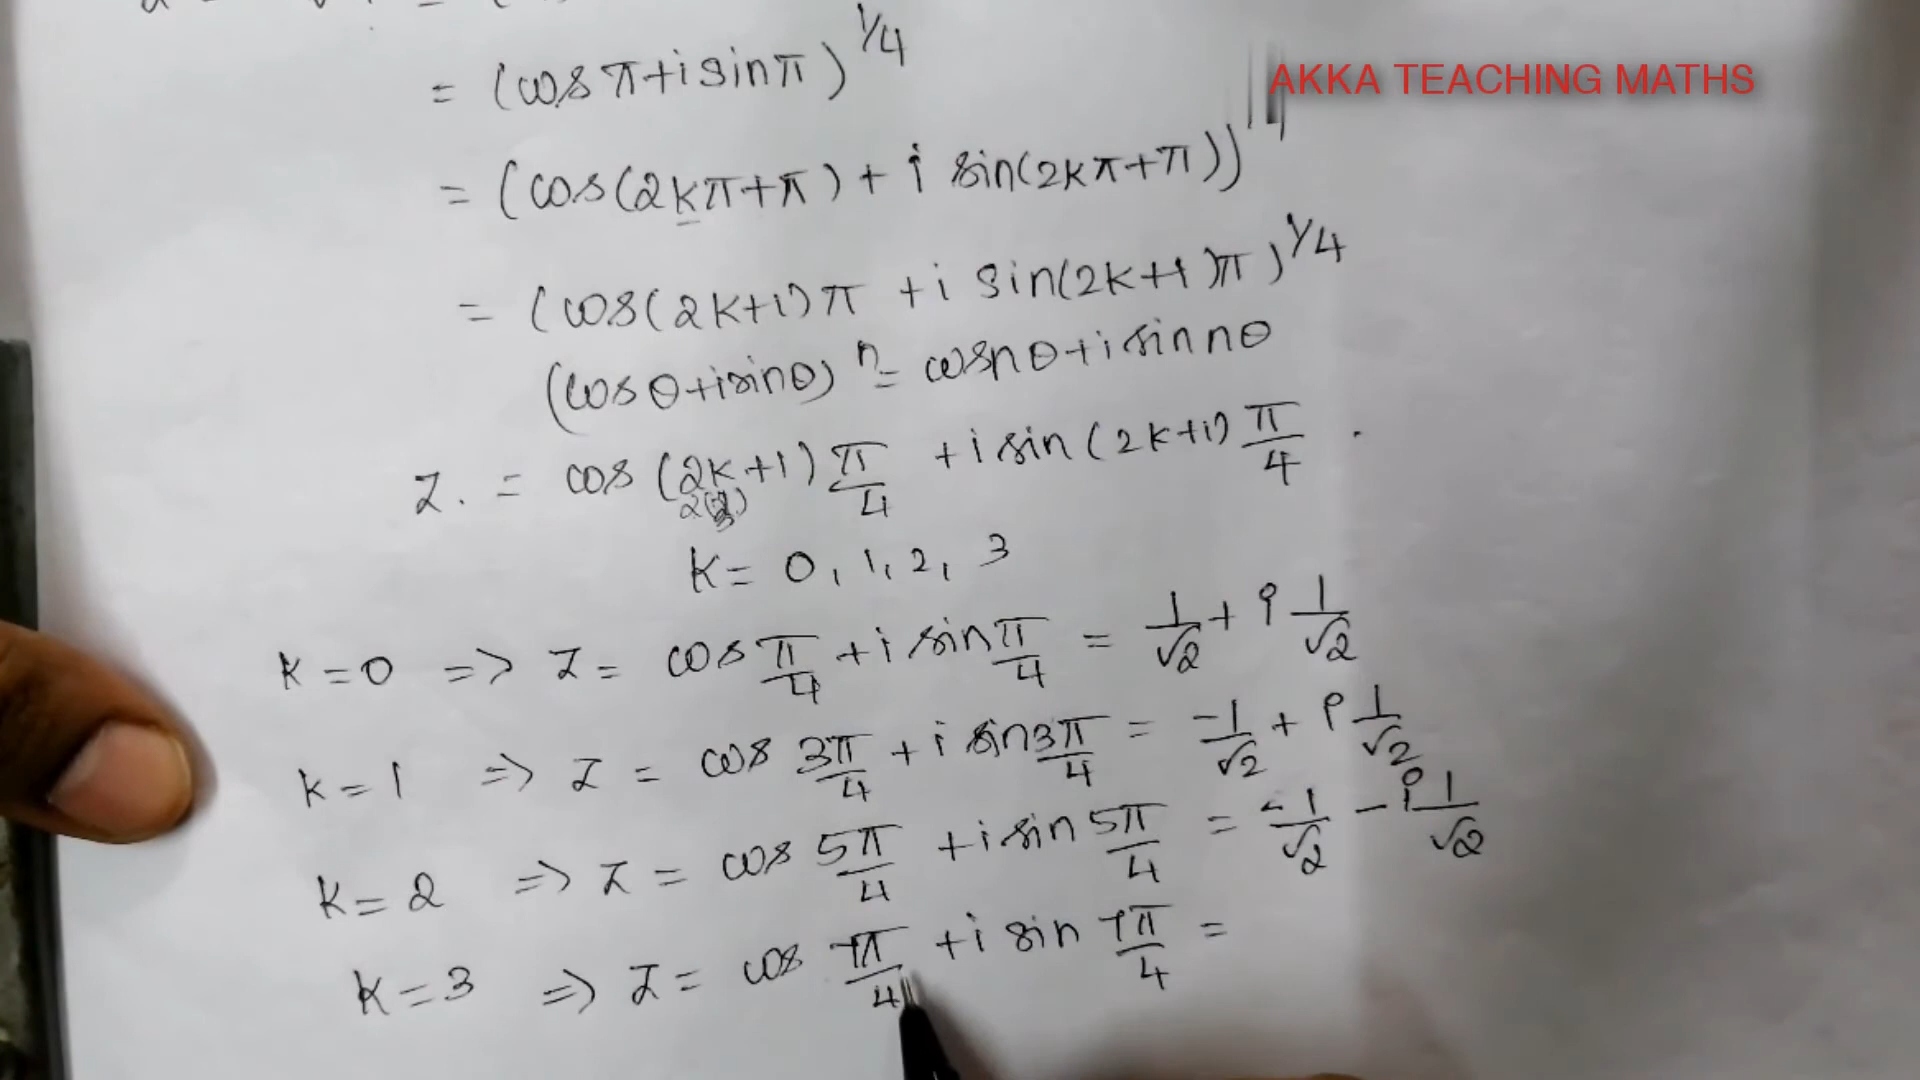 = (cos π + i sin π)^1/4
AKKA TEACHING MATHS
= (cos(2kπ+π) + i sin(2kπ+π))^1/4
= (cos(2k+1)π + i sin(2k+1)π)^1/4
(cos θ + i sin θ)^n = cos nθ + i sin nθ
z. = cos (2k+1) π/4 + i sin (2k+1) π/4 .
k = 0, 1, 2, 3
k = 0 => z = cos π/4 + i sin π/4 = 1/√2 + i 1/√2
k = 1 => z = cos 3π/4 + i sin 3π/4 = -1/√2 + i 1/√2
k = 2 => z = cos 5π/4 + i sin 5π/4 = -1/√2 - i 1/√2
k = 3 => z = cos 7π/4 + i sin 7π/4 =